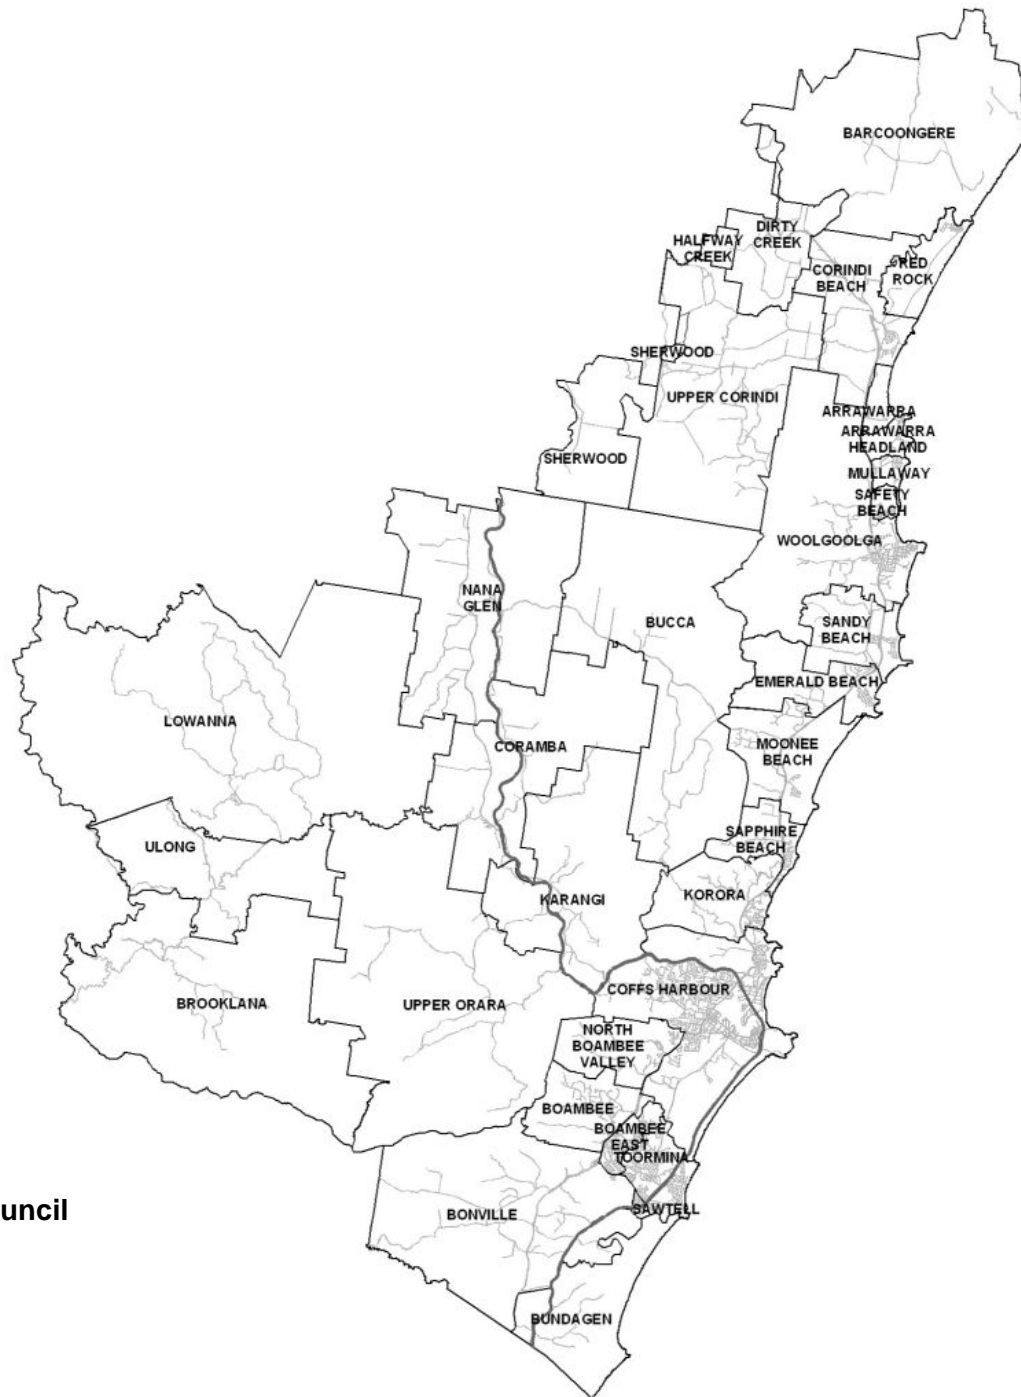 BARCOONGERE
DIRTY
CREEK
HALFWAY
CREEK
CORINDI
BEACH
RED
ROCK
SHERWOOD
UPPER CORINDI
ARRAWARRA
ARRAWARRA
HEADLAND
SHERWOOD
MULLAWAY
SAFETY
BEACH
WOOLGOOLGA
NANA
GLEN
BUCCA
SANDY
BEACH
EMERALD BEACH
LOWANNA
CORAMBA
MOONEE
BEACH
SAPPHIRE
BEACH
ULONG
KARANGI
KORORA
BROOKLANA
UPPER ORARA
COFFS HARBOUR
NORTH
BOAMBEE
VALLEY
BOAMBEE
BOAMBEE
EAST
TOORMINA
uncil
BONVILLE
SAWTELL
BUNDAGEN